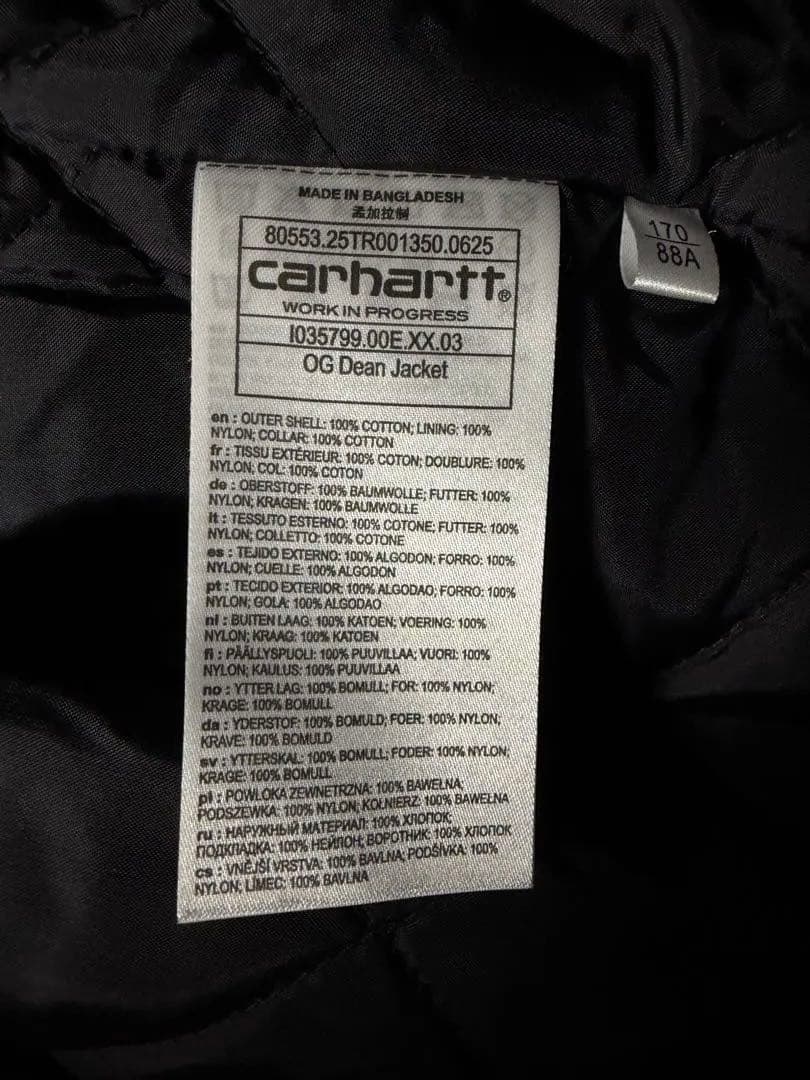 MADE IN BANGLADESH
孟加拉制
80553.25TR001350.0625
carhartt®
WORK IN PROGRESS
I035799.00E.XX.03
OG Dean Jacket
en : OUTER SHELL: 100% COTTON; LINING: 100%
NYLON; COLLAR: 100% COTTON
fr : TISSU EXTÉRIEUR: 100% COTON; DOUBLURE: 100%
NYLON; COL: 100% COTON
de : OBERSTOFF: 100% BAUMWOLLE; FUTTER: 100%
NYLON; KRAGEN: 100% BAUMWOLLE
it : TESSUTO ESTERNO: 100% COTONE; FUTTER: 100%
NYLON; COLLETTO: 100% COTONE
es : TEJIDO EXTERNO: 100% ALGODON; FORRO: 100%
NYLON; CUELLE: 100% ALGODON
pt : TECIDO EXTERIOR: 100% ALGODAO; FORRO: 100%
NYLON; GOLA: 100% ALGODAO
nl : BUITEN LAAG: 100% KATOEN; VOERING: 100%
NYLON; KRAAG: 100% KATOEN
fi : PÄÄLLYSPUOLI: 100% PUUVILLAA; VUORI: 100%
NYLON; KAULUS: 100% PUUVILLAA
no : YTTER LAG: 100% BOMULL; FOR: 100% NYLON;
KRAGE: 100% BOMULL
da : YDERSTOF: 100% BOMULD; FOER: 100% NYLON;
KRAVE: 100% BOMULD
sv : YTTERSKAL: 100% BOMULL; FODER: 100% NYLON;
KRAGE: 100% BOMULL
pl : POWLOKA ZEWNETRZNA: 100% BAWEŁNA;
PODSZEWKA: 100% NYLON; KOŁNIERZ: 100% BAWEŁNA
ru : НАРУЖНЫЙ МАТЕРИАЛ: 100% ХЛОПОК;
ПОДКЛАДКА: 100% НЕЙЛОН; ВОРОТНИК: 100% ХЛОПОК
cs : VNĚJŠÍ VRSTVA: 100% BAVLNA; PODŠÍVKA: 100%
NYLON; LÍMEC: 100% BAVLNA
170
88A